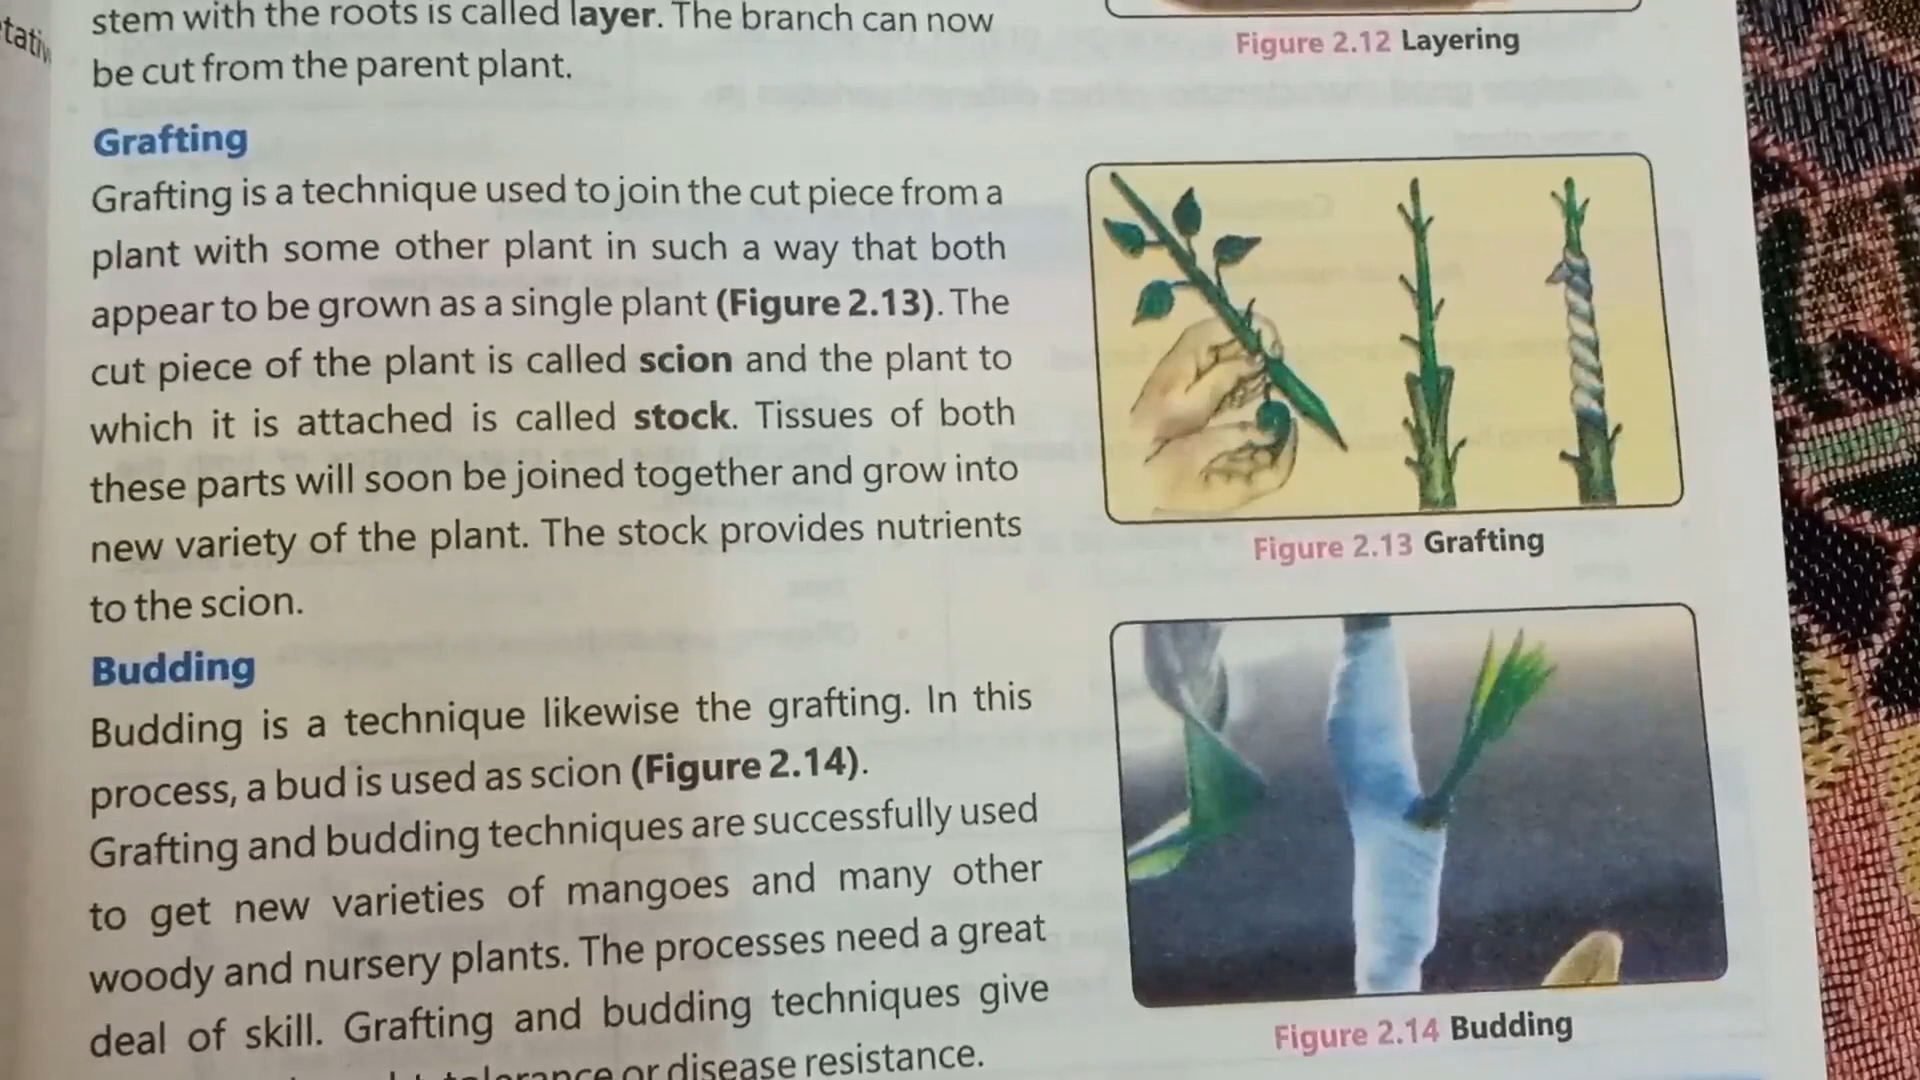 stem with the roots is called layer. The branch can now
be cut from the parent plant.
Figure 2.12 Layering
Grafting
Grafting is a technique used to join the cut piece from a
plant with some other plant in such a way that both
appear to be grown as a single plant (Figure 2.13). The
cut piece of the plant is called scion and the plant to
which it is attached is called stock. Tissues of both
these parts will soon be joined together and grow into
new variety of the plant. The stock provides nutrients
to the scion.
Figure 2.13 Grafting
Budding
Budding is a technique likewise the grafting. In this
process, a bud is used as scion (Figure 2.14).
Grafting and budding techniques are successfully used
to get new varieties of mangoes and many other
woody and nursery plants. The processes need a great
deal of skill. Grafting and budding techniques give
tolerance or disease resistance.
Figure 2.14 Budding